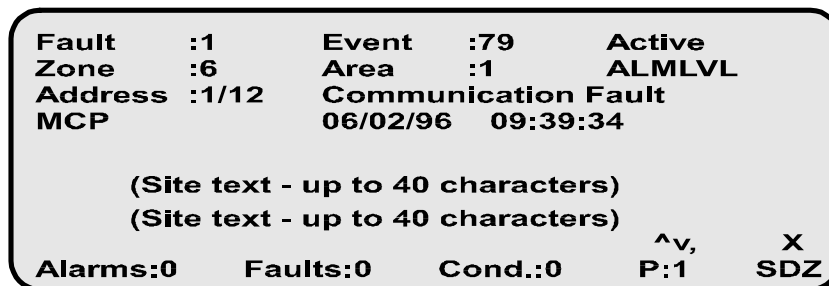 Fault :1 Event :79 Active
Zone :6 Area :1 ALMLVL
Address :1/12 Communication Fault
MCP 06/02/96 09:39:34
(Site text - up to 40 characters)
(Site text - up to 40 characters)
^v, X
Alarms:0 Faults:0 Cond.:0 P:1 SDZ